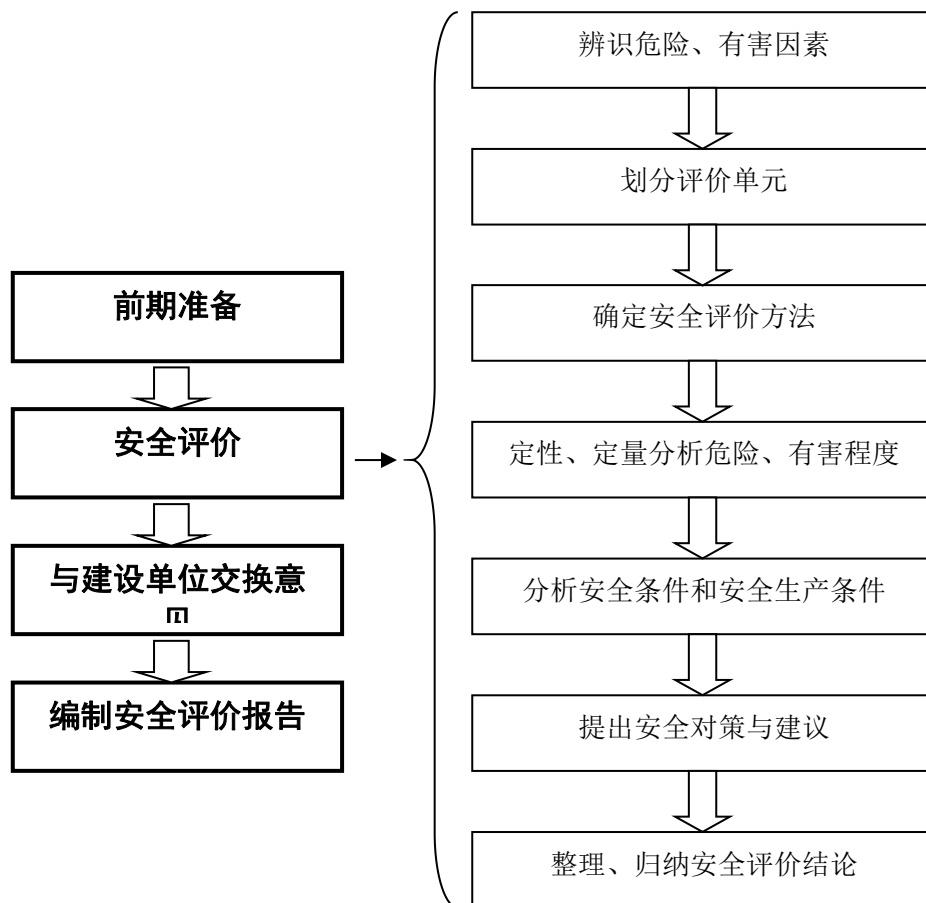 前期准备
安全评价
与建设单位交换意
编制安全评价报告
辨识危险、有害因素
划分评价单元
确定安全评价方法
定性、定量分析危险、有害程度
分析安全条件和安全生产条件
提出安全对策与建议
整理、归纳安全评价结论